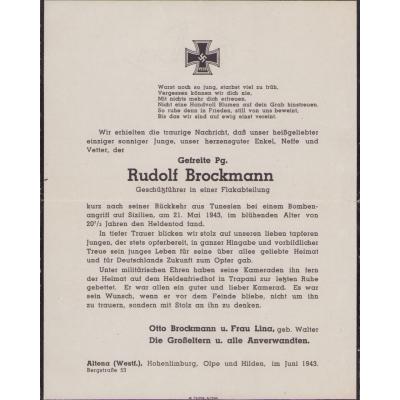 Warst noch so jung, starbst viel zu früh,
Vergessen können wir dich nie,
Mit nichts mehr dich erfreuen,
Nicht eine Handvoll Blumen auf dein Grab hinstreuen.
So ruhe denn in Frieden, still von uns beweint,
Bis das wir sind auf ewig einst vereint.
Wir erhielten die traurige Nachricht, daß unser heißgeliebter
einziger sonniger Junge, unser herzensguter Enkel, Neffe und
Vetter, der
Gefreite Pg.
Rudolf Brockmann
Geschützführer in einer Flakabteilung
kurz nach seiner Rückkehr aus Tunesien bei einem Bomben-
angriff auf Sizilien, am 21. Mai 1943, im blühenden Alter von
20½ Jahren den Heldentod fand.
In tiefer Trauer blicken wir stolz auf unseren lieben tapferen
Jungen, der stets opferbereit, in ganzer Hingabe und vorbildlicher
Treue sein junges Leben für seine über alles geliebte Heimat und
für Deutschlands Zukunft zum Opfer gab.
Unter militärischen Ehren haben seine Kameraden ihn fern
der Heimat auf dem Heldenfriedhof in Trapani zur letzten Ruhe
gebettet. Er war allen ein guter und lieber Kamerad. Es war
sein Wunsch, wenn er vor dem Feinde bliebe, nicht um ihn
zu trauern, sondern mit Stolz an ihn zu denken.
Otto Brockmann u. Frau Lina, geb. Walter
Die Großeltern u. alle Anverwandten.
Altena (Westf.), Hohenlimburg, Olpe und Hilden, im Juni 1943.
Bergstraße 53